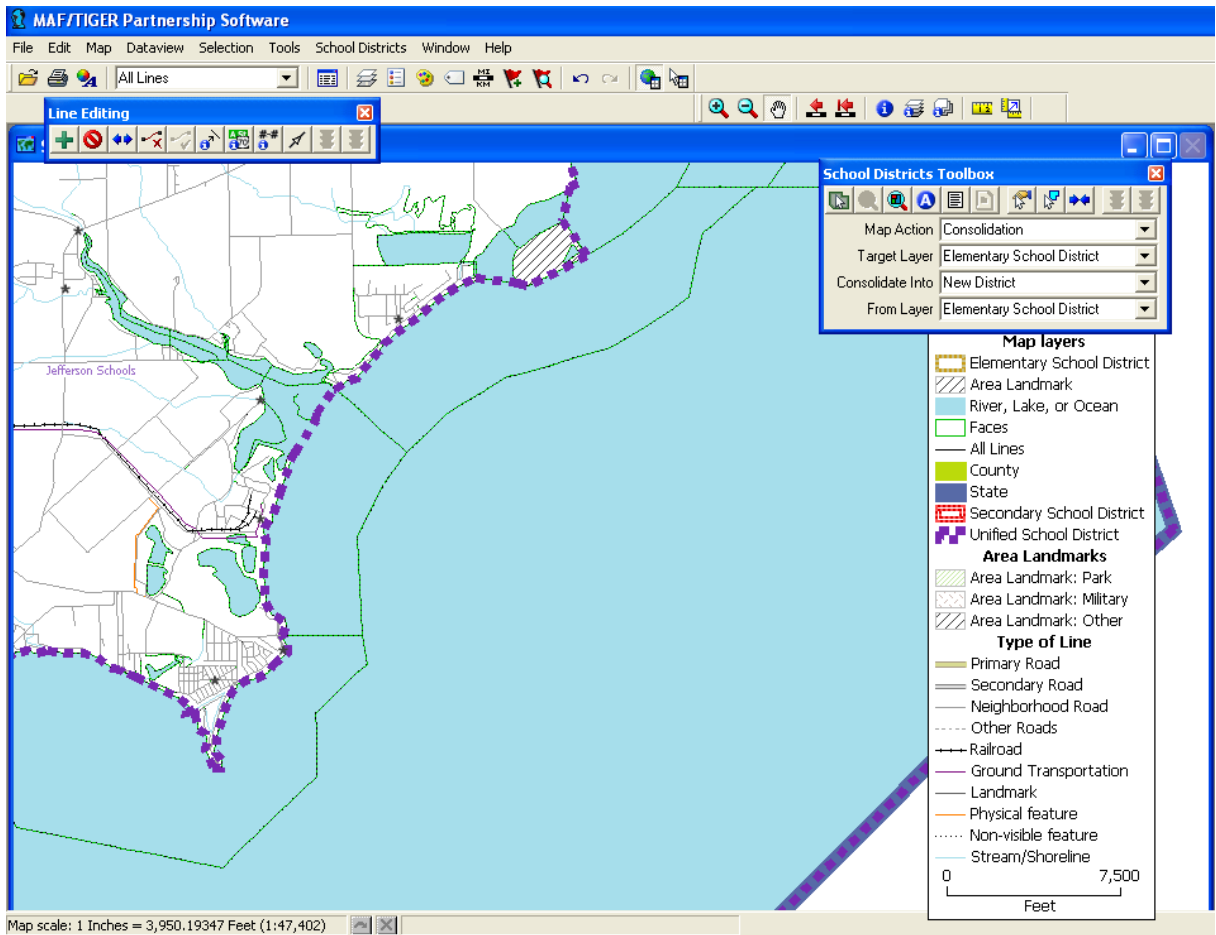 MAF/TIGER Partnership Software
File Edit Map Dataview Selection Tools School Districts Window Help
All Lines
MI
KM
Line Editing
School Districts Toolbox
Map Action Consolidation
Target Layer Elementary School District
Consolidate Into New District
From Layer Elementary School District
Jefferson Schools
Map layers
Elementary School District
Area Landmark
River, Lake, or Ocean
Faces
All Lines
County
State
Secondary School District
Unified School District
Area Landmarks
Area Landmark: Park
Area Landmark: Military
Area Landmark: Other
Type of Line
Primary Road
Secondary Road
Neighborhood Road
Other Roads
Railroad
Ground Transportation
Landmark
Physical feature
Non-visible feature
Stream/Shoreline
0 7,500
Feet
Map scale: 1 Inches = 3,950.19347 Feet (1:47,402)